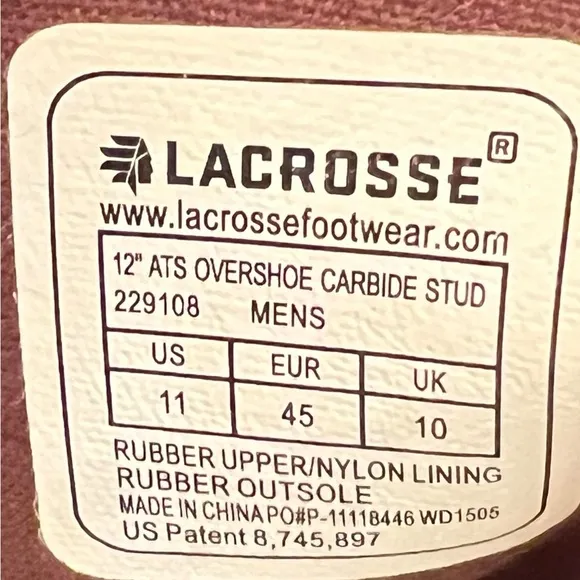 LACROSSE®
www.lacrossefootwear.com
12" ATS OVERSHOE CARBIDE STUD
229108 MENS
US EUR UK
11 45 10
RUBBER UPPER/NYLON LINING
RUBBER OUTSOLE
MADE IN CHINA PO#P-11118446 WD1505
US Patent 8,745,897